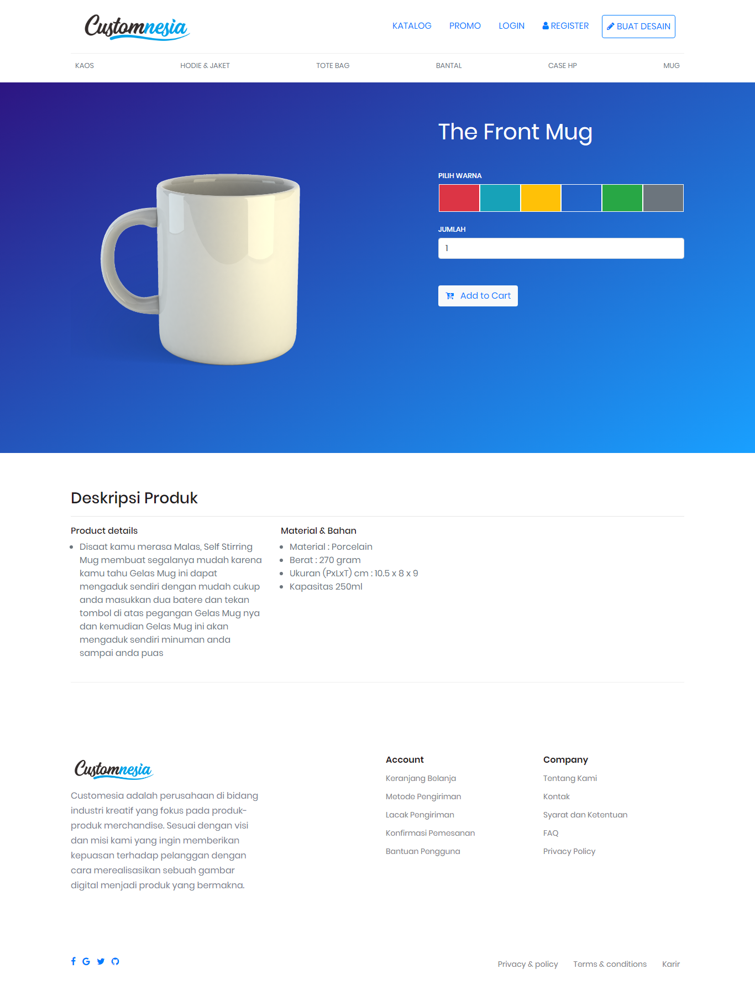 Customnesia
KATALOG
PROMO
LOGIN
REGISTER
BUAT DESAIN
KAOS
HODIE & JAKET
TOTE BAG
BANTAL
CASE HP
MUG
The Front Mug
PILIH WARNA
JUMLAH
1
Add to Cart
Deskripsi Produk
Product details
Disaat kamu merasa Malas, Self Stirring
Mug membuat segalanya mudah karena
kamu tahu Gelas Mug ini dapat
mengaduk sendiri dengan mudah cukup
anda masukkan dua batere dan tekan
tombol di atas pegangan Gelas Mug nya
dan kemudian Gelas Mug ini akan
mengaduk sendiri minuman anda
sampai anda puas
Material & Bahan
Material : Porcelain
Berat : 270 gram
Ukuran (PxLxT) cm : 10.5 x 8 x 9
Kapasitas 250ml
Customnesia
Customesia adalah perusahaan di bidang
industri kreatif yang fokus pada produk-
produk merchandise. Sesuai dengan visi
dan misi kami yang ingin memberikan
kepuasan terhadap pelanggan dengan
cara merealisasikan sebuah gambar
digital menjadi produk yang bermakna.
Account
Keranjang Belanja
Metode Pengiriman
Lacak Pengiriman
Konfirmasi Pemesanan
Bantuan Pengguna
Company
Tentang Kami
Kontak
Syarat dan Ketentuan
FAQ
Privacy Policy
Privacy & policy
Terms & conditions
Karir